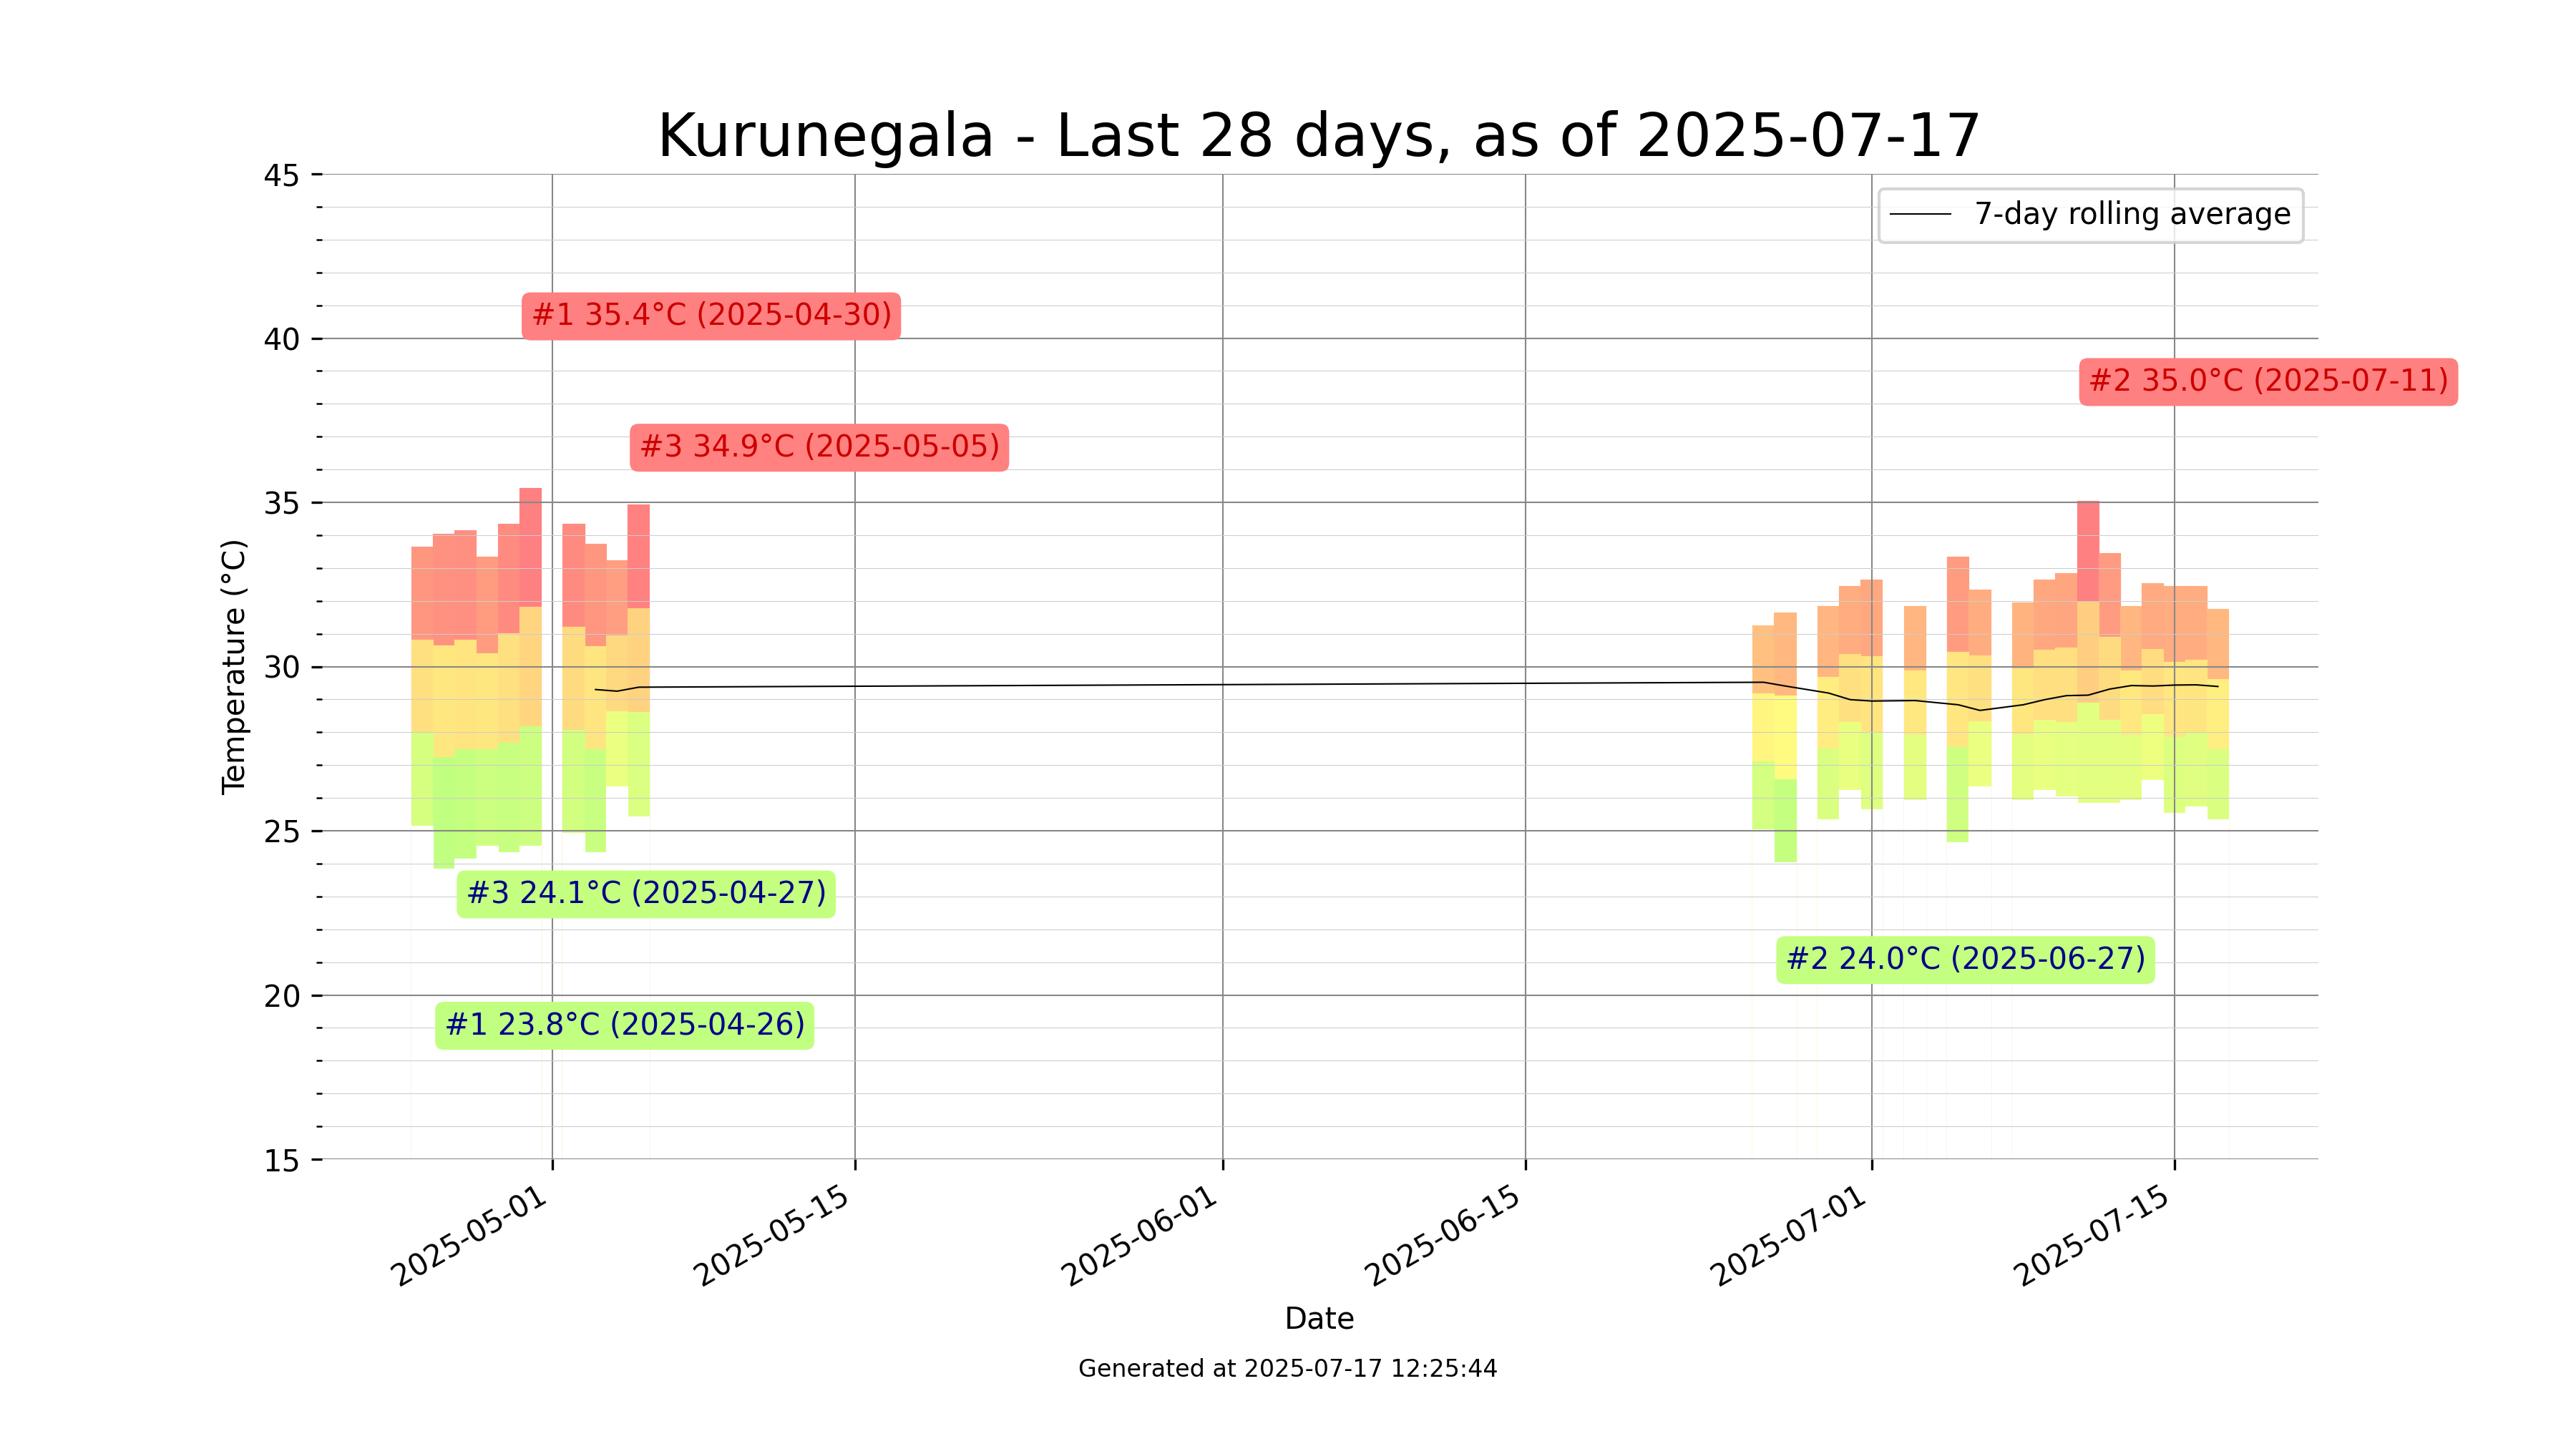 Kurunegala - Last 28 days, as of 2025-07-17
45
7-day rolling average
#1 35.4°C (2025-04-30)
40
#2 35.0°C (2025-07-11)
#3 34.9°C (2025-05-05)
35
Temperature (°C)
30
25
#3 24.1°C (2025-04-27)
#2 24.0°C (2025-06-27)
20
#1 23.8°C (2025-04-26)
15
2025-05-01
2025-05-15
2025-06-01
2025-06-15
2025-07-01
2025-07-15
Date
Generated at 2025-07-17 12:25:44